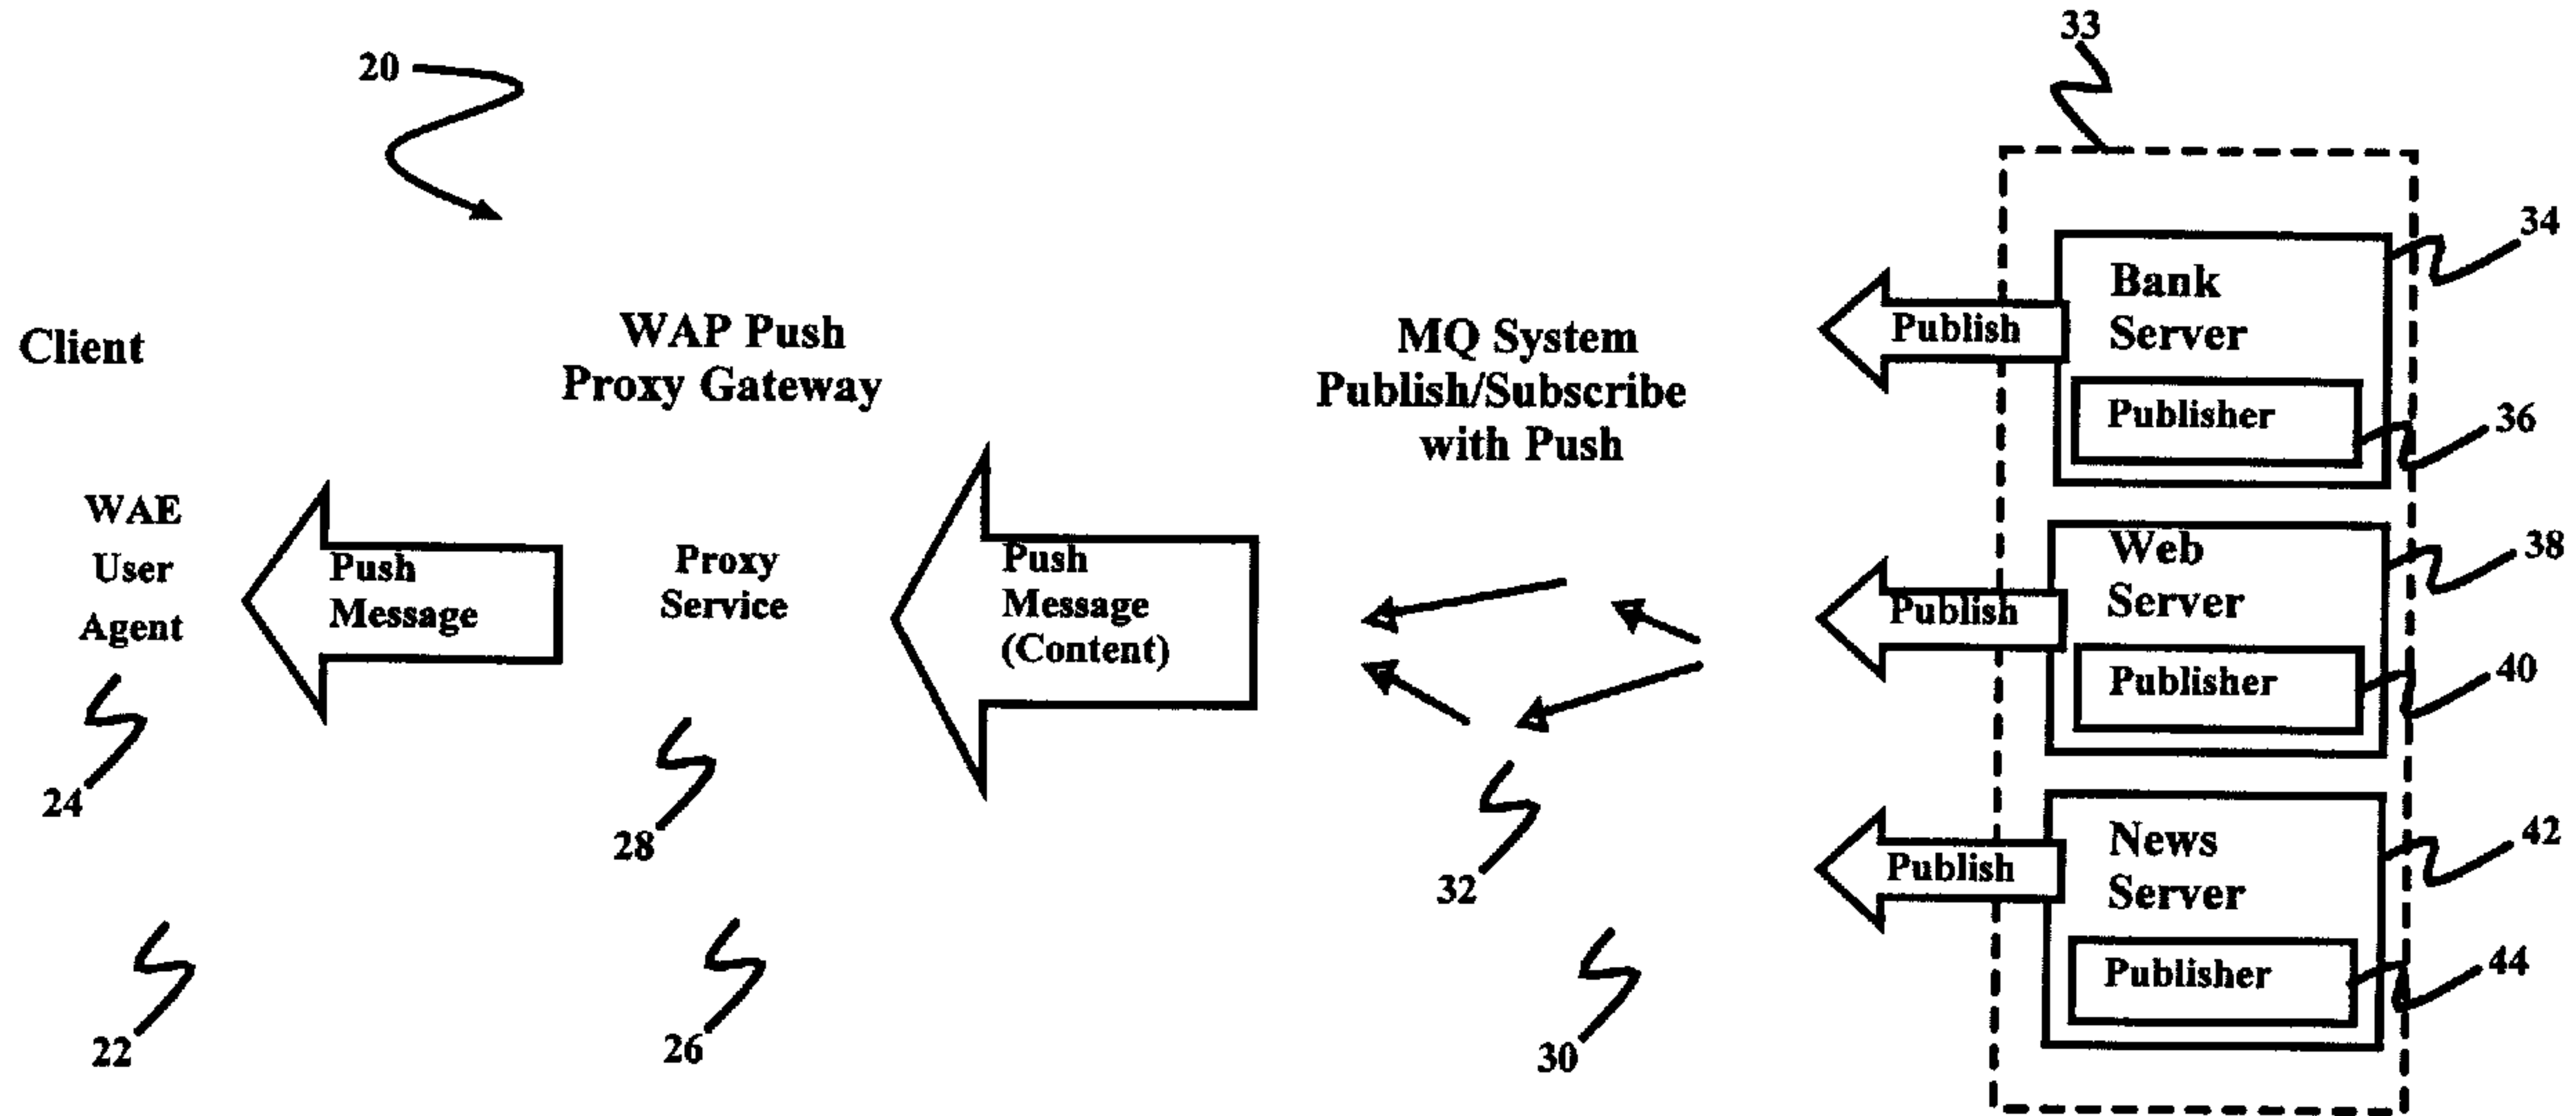 20
33
Client
WAP Push
Proxy Gateway
MQ System
Publish/Subscribe
with Push
WAE
User
Agent
24
22
Push
Message
Proxy
Service
28
26
Push
Message
(Content)
32
30
Publish
Bank
Server
Publisher
34
36
Publish
Web
Server
Publisher
38
40
Publish
News
Server
Publisher
42
44